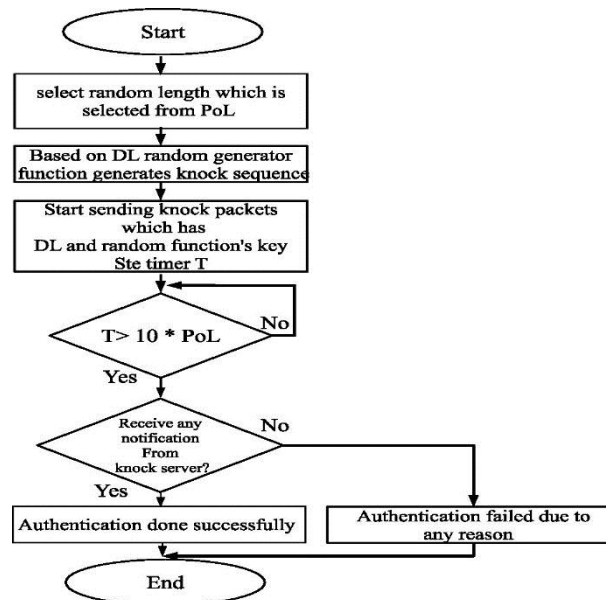 Start
select random length which is
selected from PoL
Based on DL random generator
function generates knock sequence
Start sending knock packets
which has
DL and random function's key
Ste timer T
T> 10 * PoL
No
Yes
Receive any
notification
From
knock server?
No
Yes
Authentication done successfully
Authentication failed due to
any reason
End